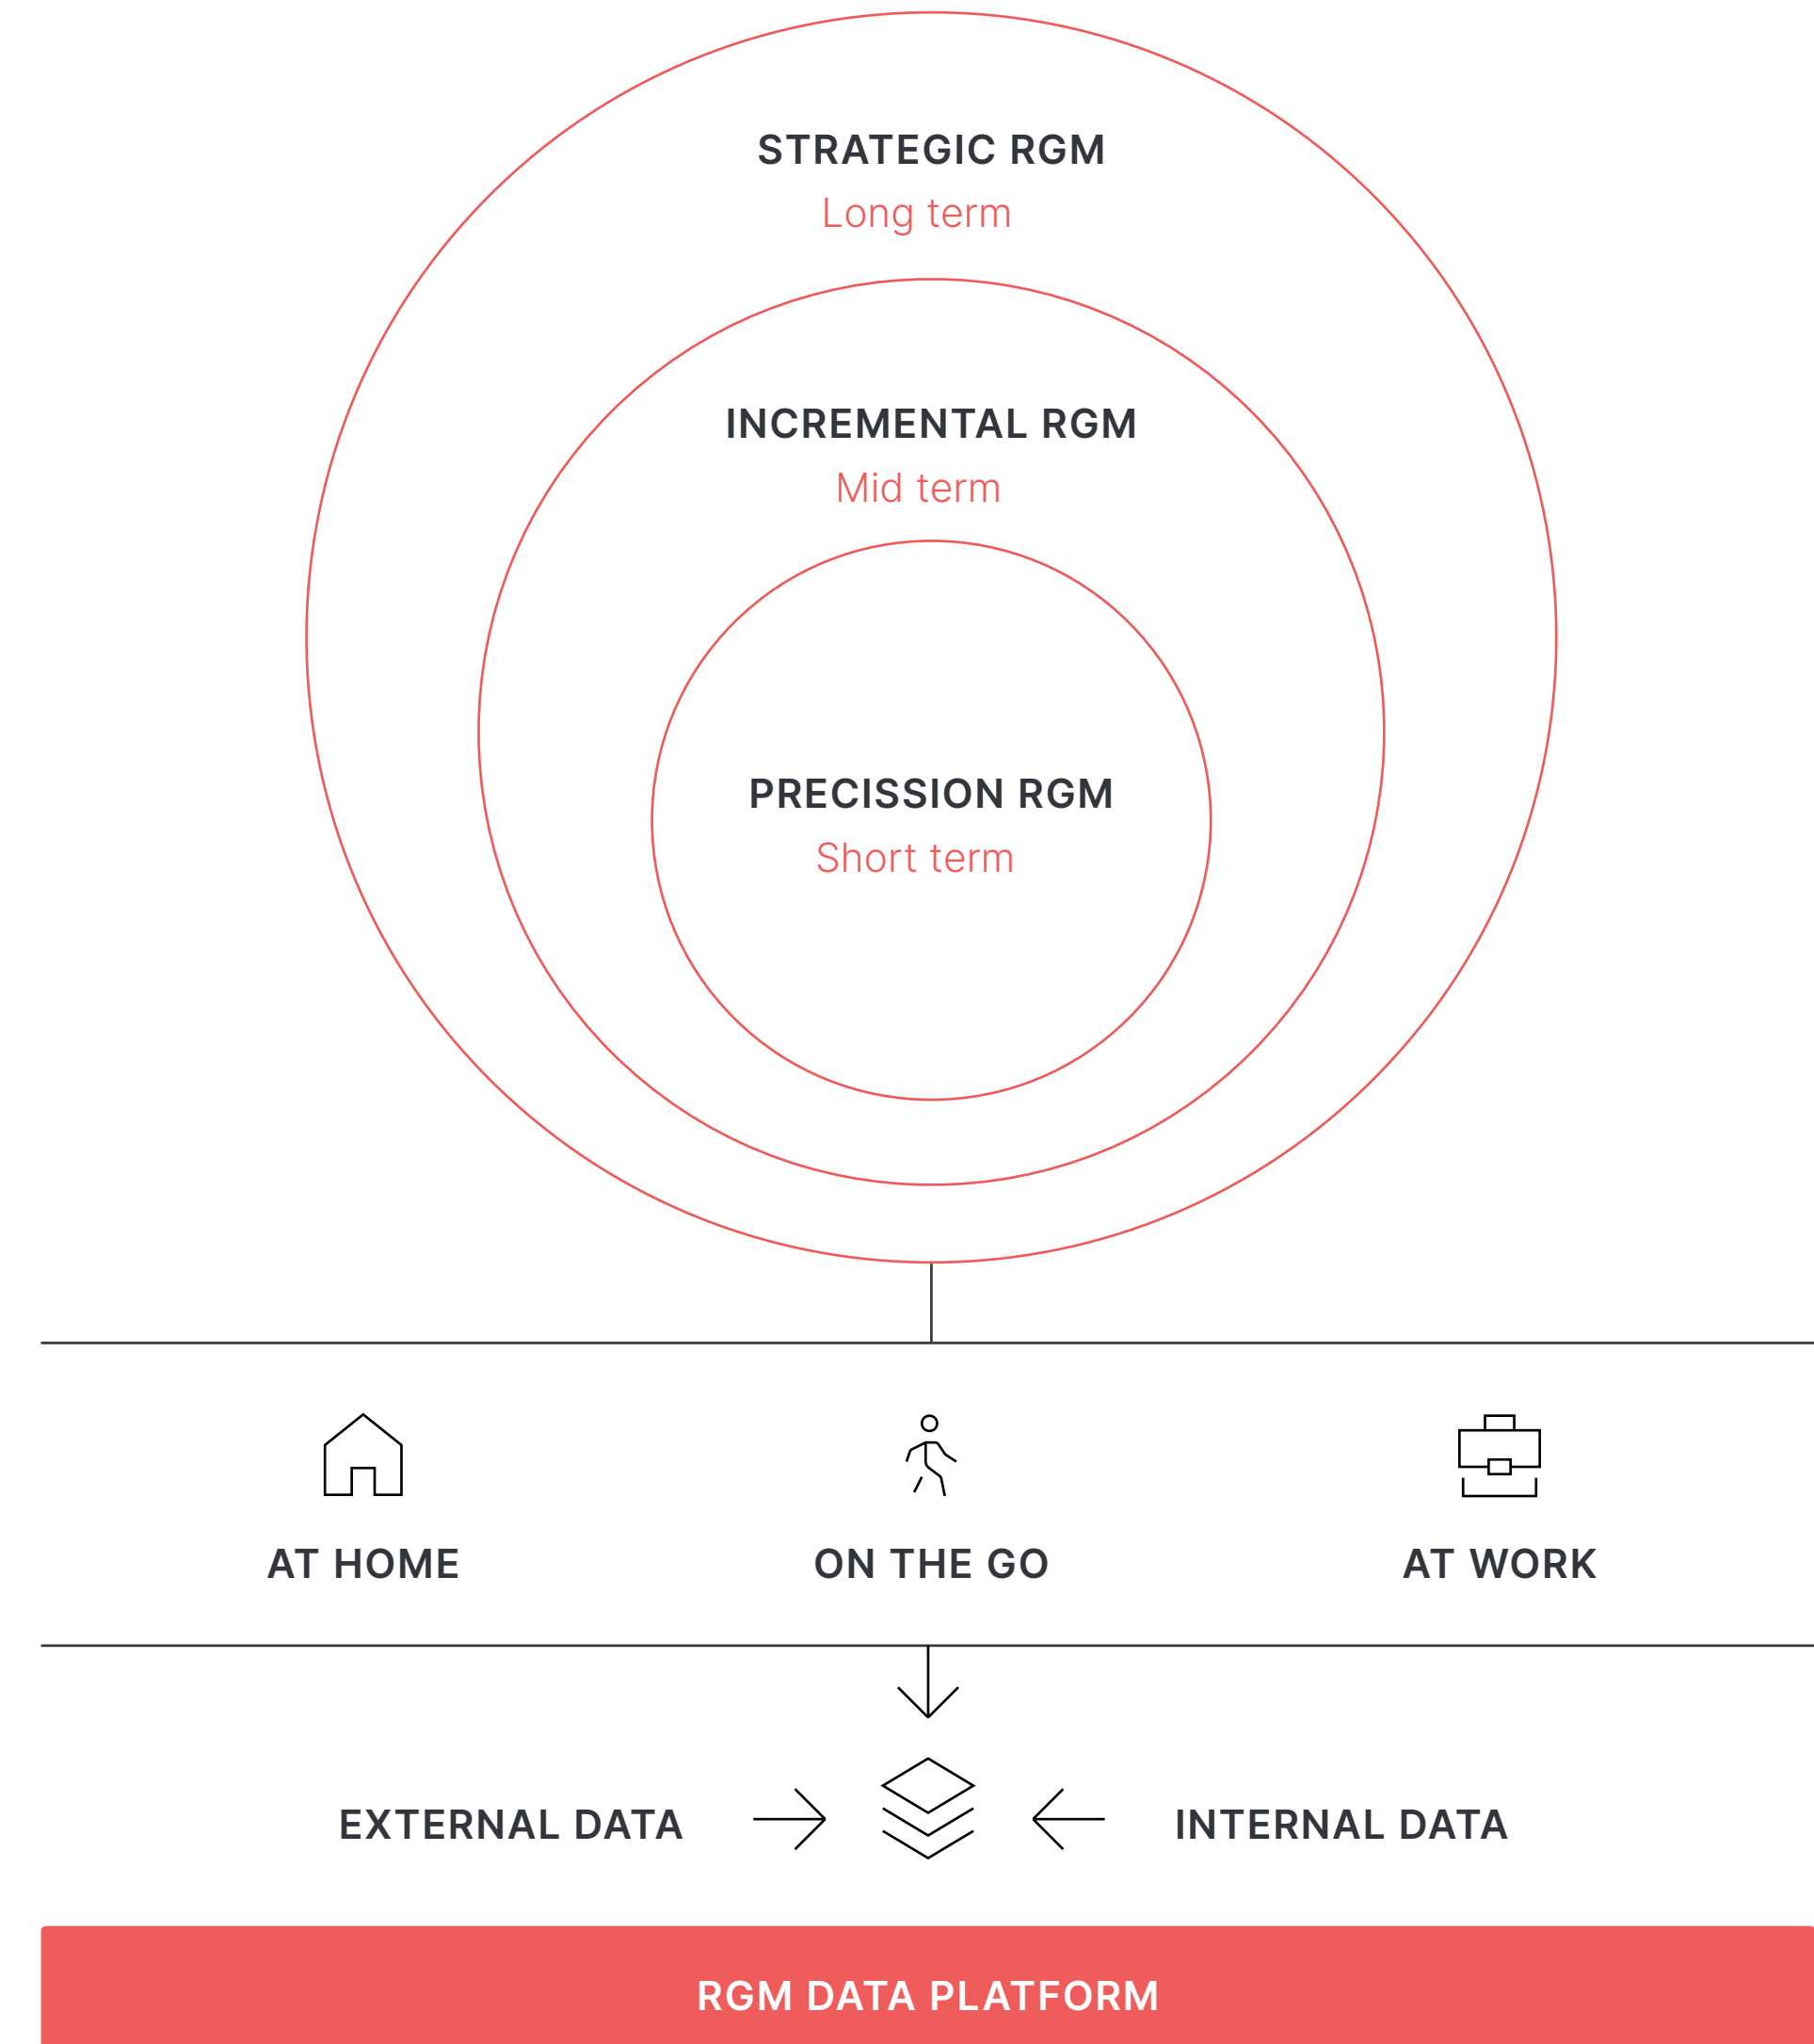 STRATEGIC RGM
Long term
INCREMENTAL RGM
Mid term
PRECISSION RGM
Short term
AT HOME
ON THE GO
AT WORK
EXTERNAL DATA
INTERNAL DATA
RGM DATA PLATFORM